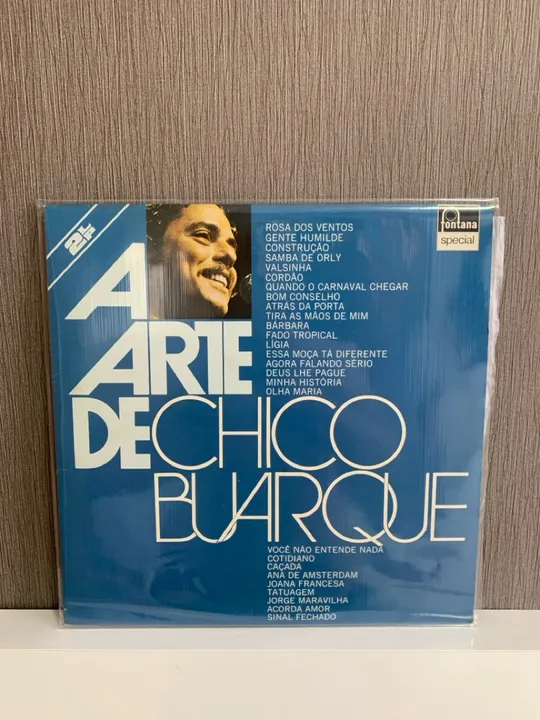 2LP
A
ARTE
DE CHICO
BUARQUE
fontana
special
ROSA DOS VENTOS
GENTE HUMILDE
CONSTRUÇÃO
SAMBA DE ORLY
VALSINHA
CORDÃO
QUANDO O CARNAVAL CHEGAR
BOM CONSELHO
ATRÁS DA PORTA
TIRA AS MÃOS DE MIM
BÁRBARA
FADO TROPICAL
LÍGIA
ESSA MOÇA TÁ DIFERENTE
AGORA FALANDO SÉRIO
DEUS LHE PAGUE
MINHA HISTÓRIA
OLHA MARIA
VOCÊ NÃO ENTENDE NADA
COTIDIANO
CAÇADA
ANA DE AMSTERDAM
JOANA FRANCESA
TATUAGEM
JORGE MARAVILHA
ACORDA AMOR
SINAL FECHADO